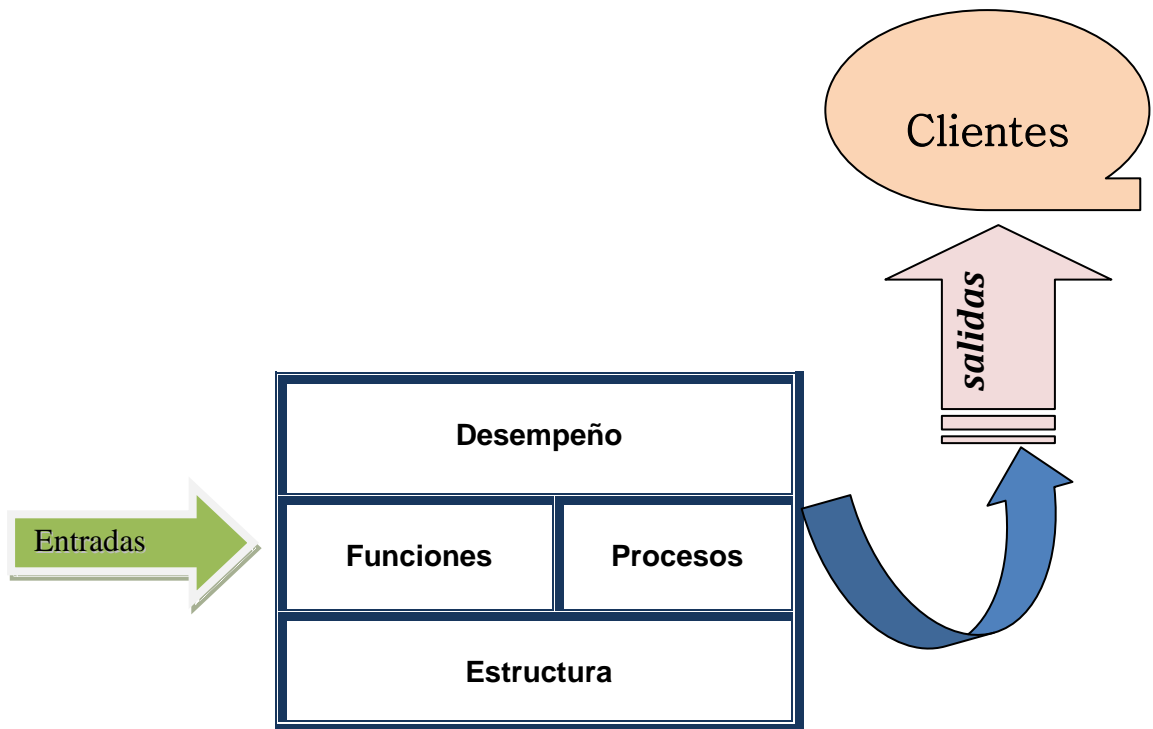 Clientes
salidas
Desempeño
Entradas
Funciones
Procesos
Estructura